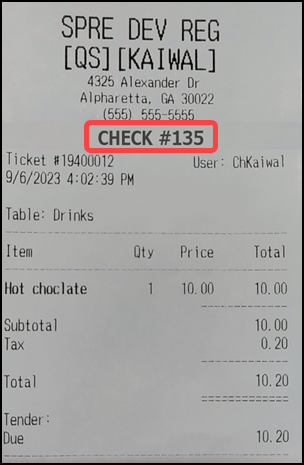 SPRE DEV REG
[QS][KAIWAL]
4325 Alexander Dr
Alpharetta, GA 30022
(555) 555-5555
CHECK #135
Ticket #19400012 User: ChKaiwal
9/6/2023 4:02:39 PM
Table: Drinks
Item Qty Price Total
Hot choclate 1 10.00 10.00
Subtotal 10.00
Tax 0.20
Total 10.20
Tender:
Due 10.20